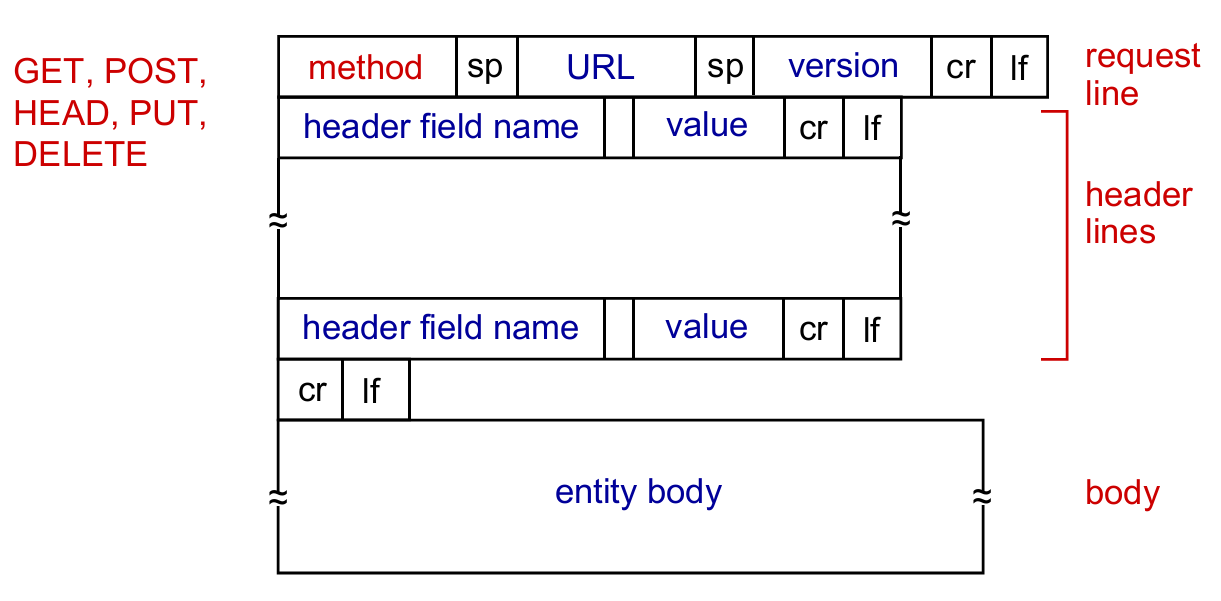 GET, POST,
HEAD, PUT,
DELETE
method sp URL sp version cr lf
request
line
header field name value cr lf
header
lines
≈ ≈
header field name value cr lf
cr lf
≈ entity body ≈
body